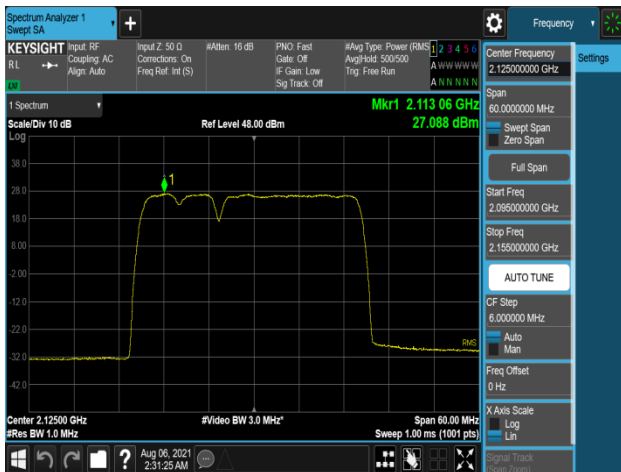 Spectrum Analyzer 1
Swept SA
+
Frequency
KEYSIGHT
RL
Input: RF
Coupling: AC
Align: Auto
Input Z: 50 Ω
Corrections: On
Freq Ref: Int (S)
#Atten: 16 dB
PNO: Fast
Gate: Off
IF Gain: Low
Sig Track: Off
#Avg Type: Power (RMS
Avg|Hold: 500/500
Trig: Free Run
1 2 3 4 5 6
A W W W W W
A N N N N N
1 Spectrum
Mkr1 2.113 06 GHz
Scale/Div 10 dB
Ref Level 48.00 dBm
27.088 dBm
Log
38.0
28.0
18.0
8.00
-2.00
-12.0
-22.0
-32.0
-42.0
1
RMS
Center 2.12500 GHz
#Video BW 3.0 MHz*
Span 60.00 MHz
#Res BW 1.0 MHz
Sweep 1.00 ms (1001 pts)
Aug 06, 2021
2:31:25 AM
?
Center Frequency
2.125000000 GHz
Settings
Span
60.0000000 MHz
Swept Span
Zero Span
Full Span
Start Freq
2.095000000 GHz
Stop Freq
2.155000000 GHz
AUTO TUNE
CF Step
6.000000 MHz
Auto
Man
Freq Offset
0 Hz
X Axis Scale
Log
Lin
Signal Track
(Span Zoom)